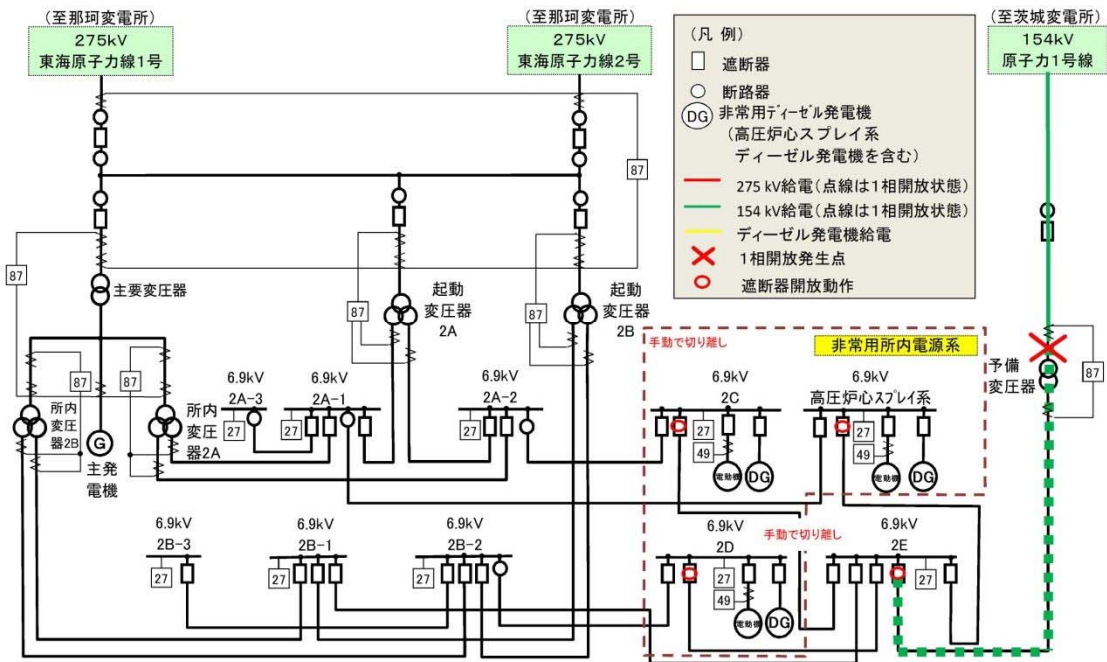 (至那珂変電所)
275kV
東海原子力線1号
(至那珂変電所)
275kV
東海原子力線2号
(至茨城変電所)
154kV
原子力1号線
(凡 例)
遮断器
断路器
DG
非常用ディーゼル発電機
(高圧炉心スプレイ系
ディーゼル発電機を含む)
275 kV給電(点線は1相開放状態)
154 kV給電(点線は1相開放状態)
ディーゼル発電機給電
1相開放発生点
遮断器開放動作
87
87
主要変圧器
87
起動
変圧器
2A
87
起動
変圧器
2B
手動で切り離し
非常用所内電源系
予備
変圧器
87
87
87
所内
変圧
器2B
G
主発
電機
所内
変圧
器2A
6.9kV
2A-3
27
6.9kV
2A-1
27
6.9kV
2A-2
27
6.9kV
2C
27
49
電動機
DG
6.9kV
高圧炉心スプレイ系
27
49
電動機
DG
6.9kV
2B-3
27
6.9kV
2B-1
27
6.9kV
2B-2
27
6.9kV
2D
27
49
電動機
DG
手動で切り離し
6.9kV
2E
27